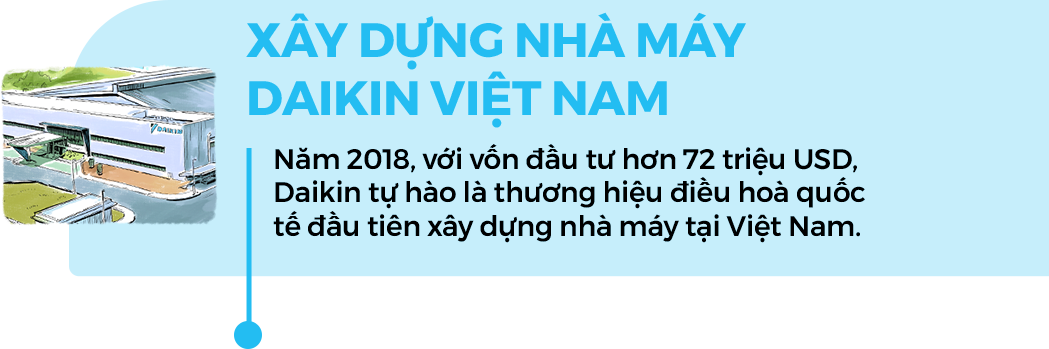 XÂY DỰNG NHÀ MÁY
DAIKIN VIỆT NAM
DAIKIN
Năm 2018, với vốn đầu tư hơn 72 triệu USD,
Daikin tự hào là thương hiệu điều hoà quốc
tế đầu tiên xây dựng nhà máy tại Việt Nam.